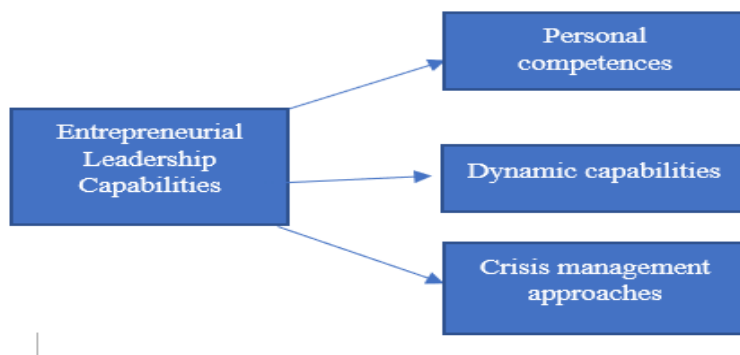 Personal
competences
Entrepreneurial
Leadership
Capabilities
Dynamic capabilities
Crisis management
approaches